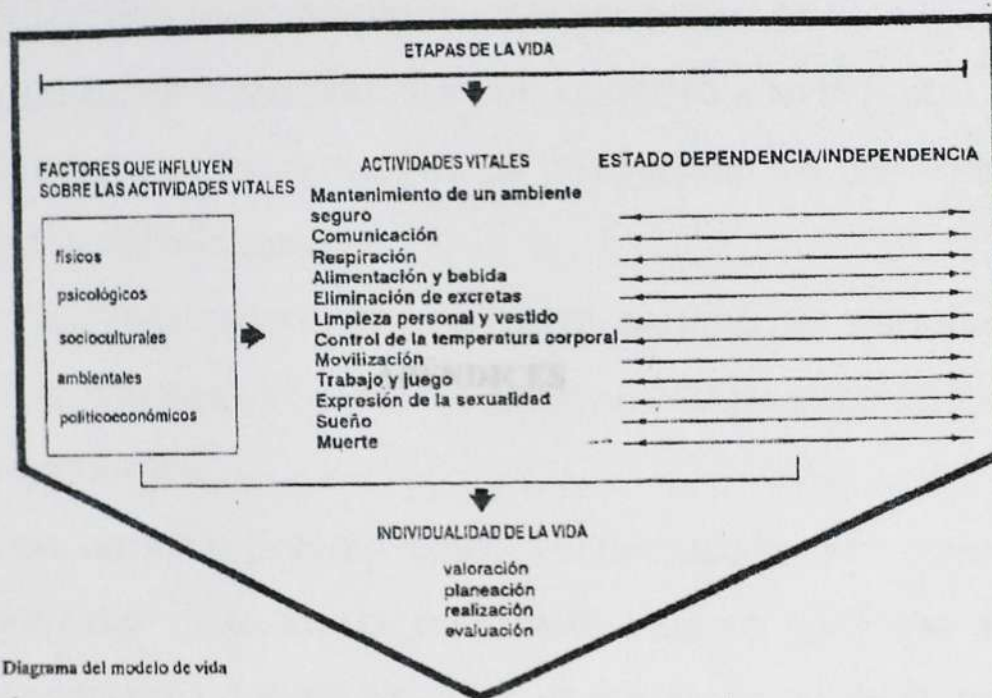 ETAPAS DE LA VIDA
FACTORES QUE INFLUYEN
SOBRE LAS ACTIVIDADES VITALES
físicos
psicológicos
socioculturales
ambientales
politicoeconómicos
ACTIVIDADES VITALES
Mantenimiento de un ambiente
seguro
Comunicación
Respiración
Alimentación y bebida
Eliminación de excretas
Limpieza personal y vestido
Control de la temperatura corporal
Movilización
Trabajo y juego
Expresión de la sexualidad
Sueño
Muerte
ESTADO DEPENDENCIA/INDEPENDENCIA
INDIVIDUALIDAD DE LA VIDA
valoración
planeación
realización
evaluación
Diagrama del modelo de vida